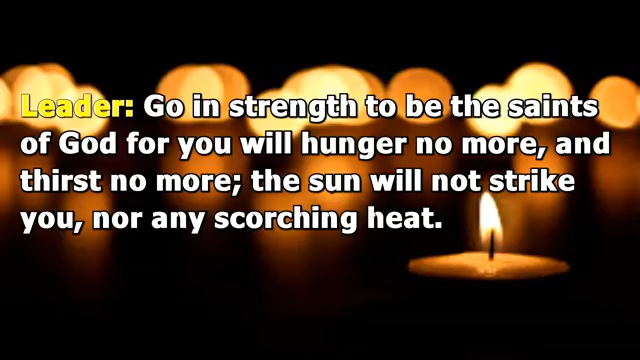 Leader: Go in strength to be the saints
of God for you will hunger no more, and
thirst no more; the sun will not strike
you, nor any scorching heat.